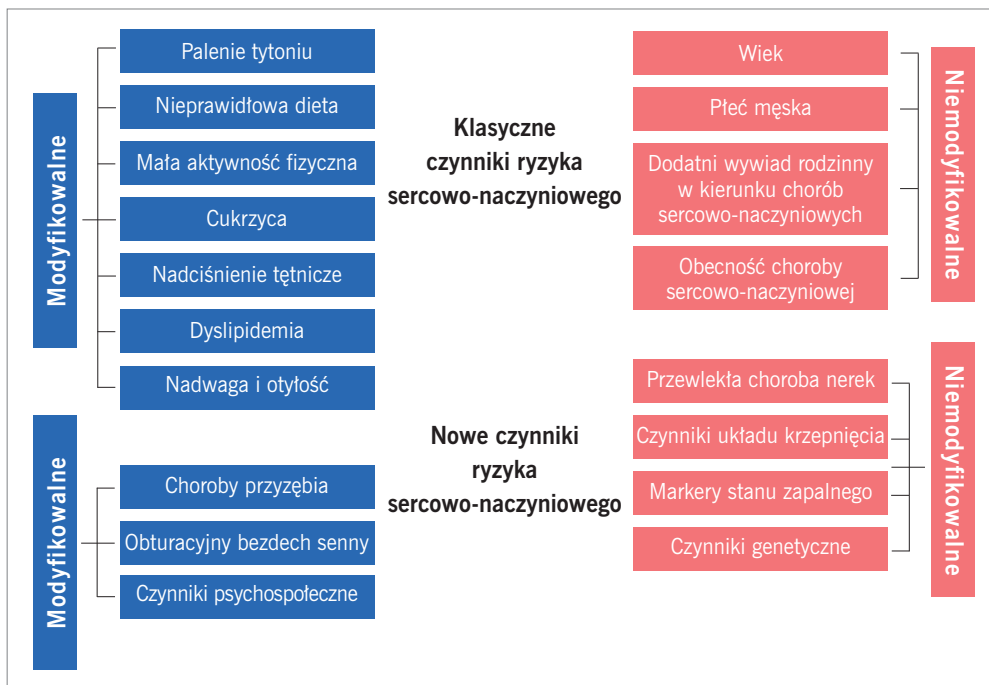 Modyfikowalne
Palenie tytoniu
Nieprawidłowa dieta
Mała aktywność fizyczna
Cukrzyca
Nadciśnienie tętnicze
Dyslipidemia
Nadwaga i otyłość
Klasyczne
czynniki ryzyka
sercowo-naczyniowego
Wiek
Płeć męska
Dodatni wywiad rodzinny
w kierunku chorób
sercowo-naczyniowych
Obecność choroby
sercowo-naczyniowej
Niemodyfikowalne
Modyfikowalne
Choroby przyzębia
Obturacyjny bezdech senny
Czynniki psychospołeczne
Nowe czynniki
ryzyka
sercowo-naczyniowego
Przewlekła choroba nerek
Czynniki układu krzepnięcia
Markery stanu zapalnego
Czynniki genetyczne
Niemodyfikowalne